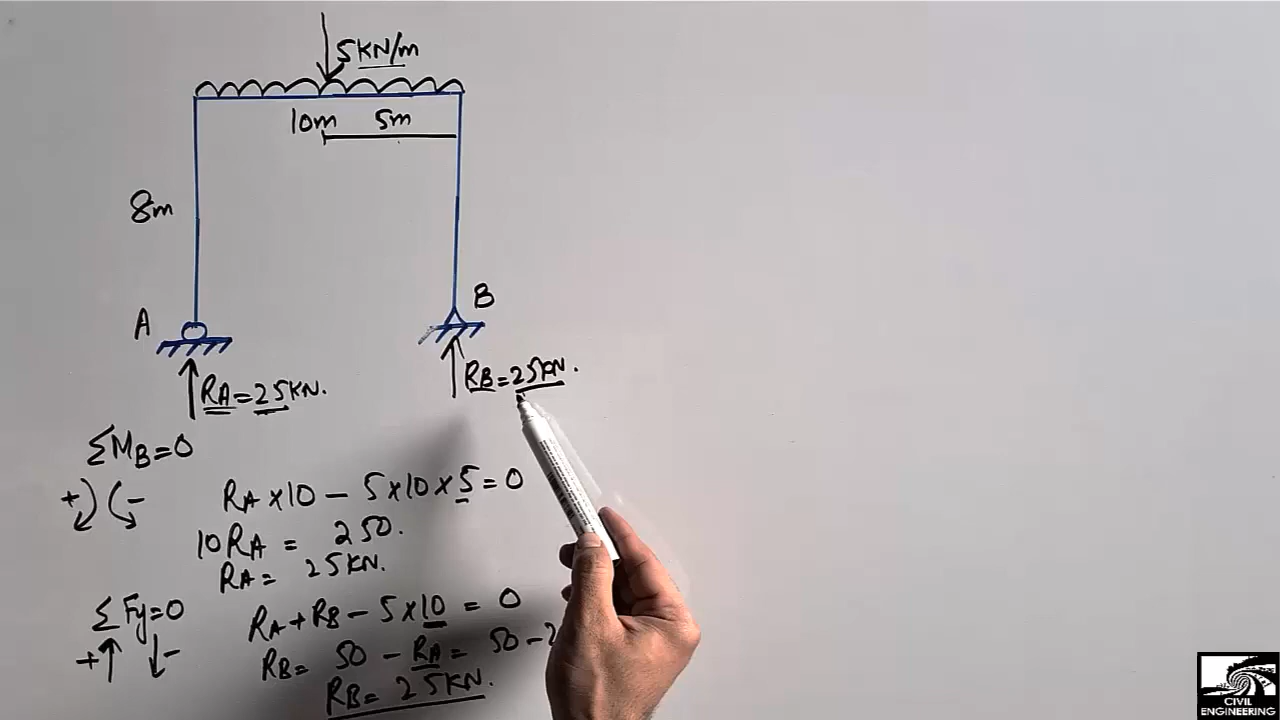 5KN/m
10m 5m
8m
A
B
RA = 25KN.
RB = 25KN.
ΣMB=0
+ -
RA×10 - 5×10×5 = 0
10RA = 250.
RA = 25KN.
ΣFy=0
+ -
RA+RB - 5×10 = 0
RB = 50 - RA = 50-
RB = 25KN.
CIVIL
ENGINEERING